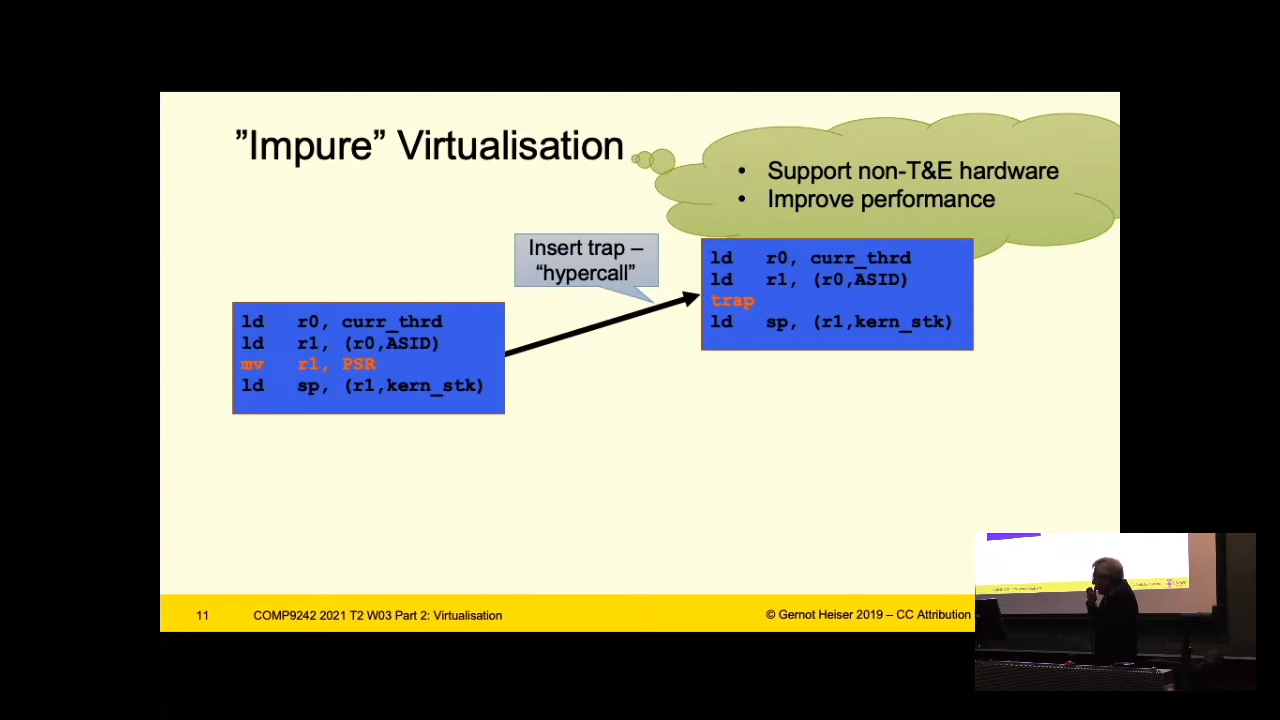 ”Impure” Virtualisation
• Support non-T&E hardware
• Improve performance
Insert trap –
“hypercall”
ld r0, curr_thrd
ld r1, (r0,ASID)
trap
ld sp, (r1,kern_stk)
ld r0, curr_thrd
ld r1, (r0,ASID)
mv r1, PSR
ld sp, (r1,kern_stk)
11 COMP9242 2021 T2 W03 Part 2: Virtualisation © Gernot Heiser 2019 – CC Attribution